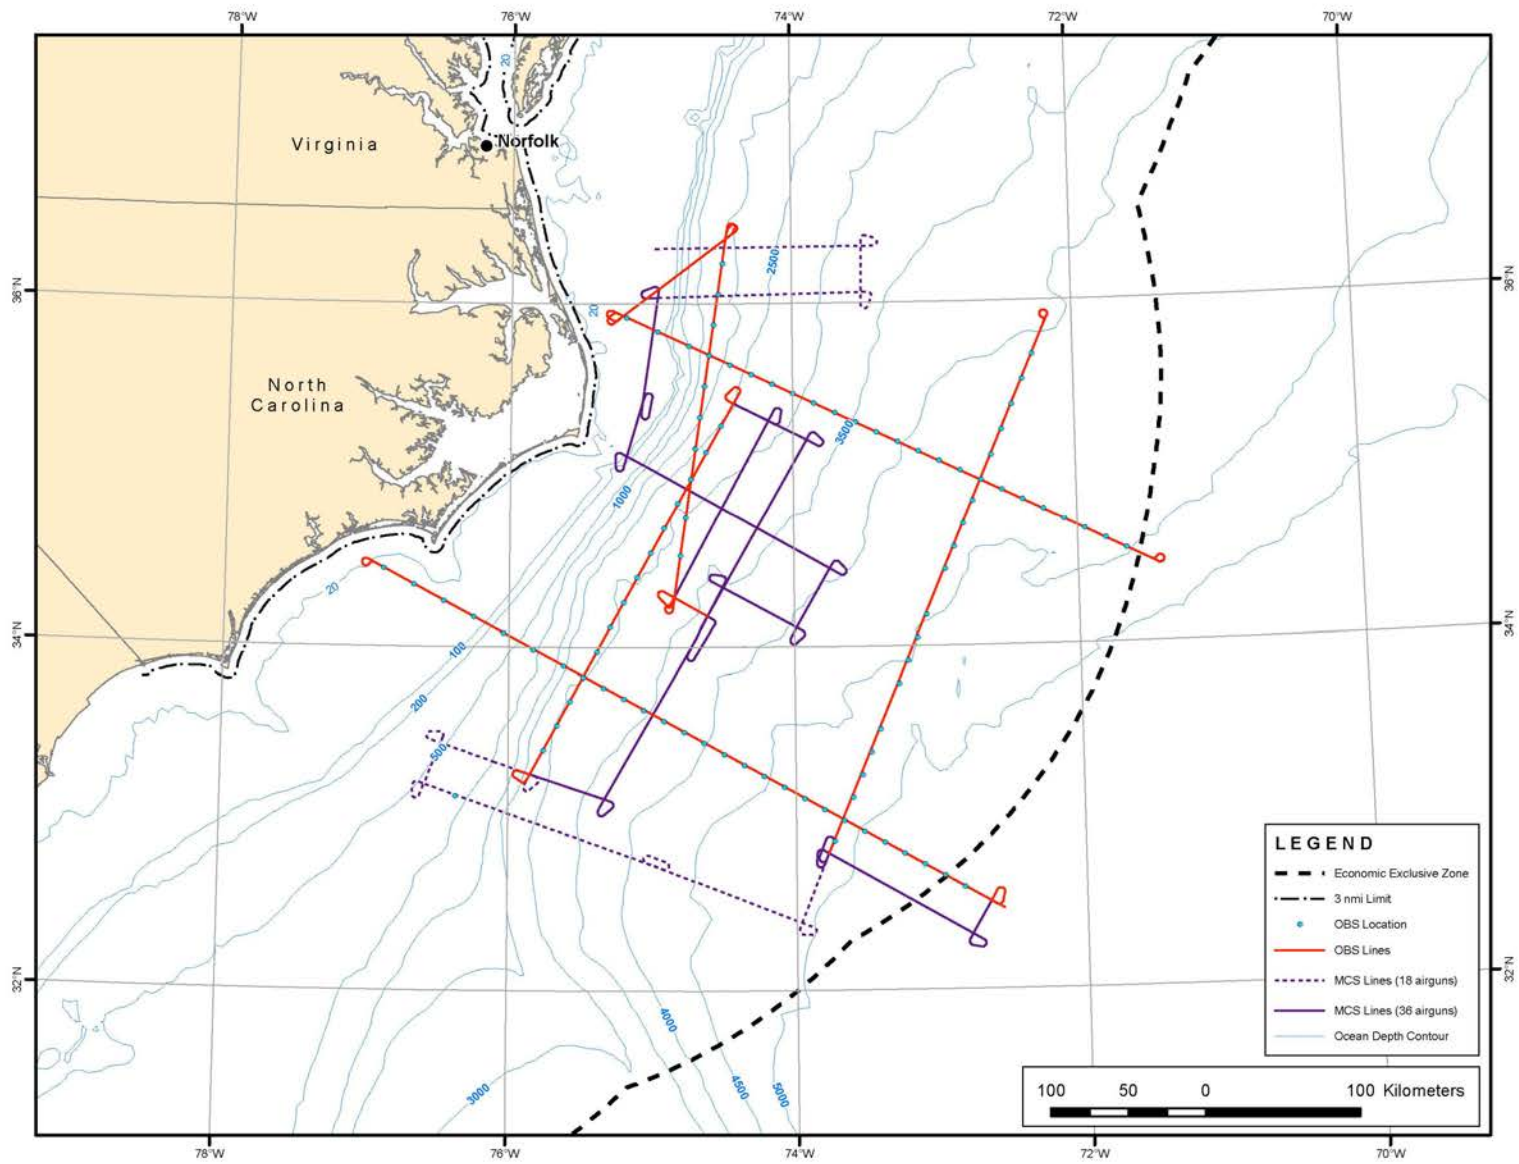 78°W 76°W 74°W 72°W 70°W
20
Virginia
Norfolk
2500
36°N 36°N
20
North
Carolina
3500
1000
20
34°N 34°N
100
200
500
LEGEND
Economic Exclusive Zone
3 nmi Limit
OBS Location
OBS Lines
MCS Lines (18 airguns)
MCS Lines (36 airguns)
Ocean Depth Contour
32°N 32°N
4000
3000
4500
5000
100 50 0 100 Kilometers
78°W 76°W 74°W 72°W 70°W